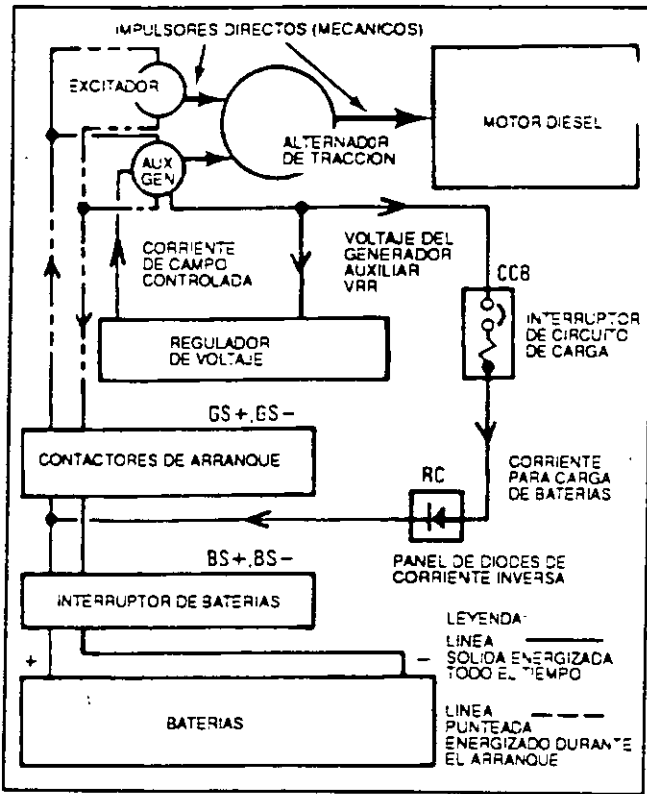 IMPULSORES DIRECTOS (MECANICOS)
EXCITADOR
MOTOR DIESEL
ALTERNADOR
DE TRACCION
AUX
GEN
CORRIENTE
DE CAMPO
CONTROLADA
VOLTAJE DEL
GENERADOR
AUXILIAR
VRR
CCB
INTERRUPTOR
DE CIRCUITO
DE CARGA
REGULADOR
DE VOLTAJE
GS+,GS-
CONTACTORES DE ARRANQUE
RC
CORRIENTE
PARA CARGA
DE BATERIAS
PANEL DE DIODES DE
CORRIENTE INVERSA
BS+,BS-
INTERRUPTOR DE BATERIAS
+
-
BATERIAS
LEYENDA
LINEA
SOLIDA ENERGIZADA
TODO EL TIEMPO
LINEA
PUNTEADA
ENERGIZADO DURANTE
EL ARRANQUE